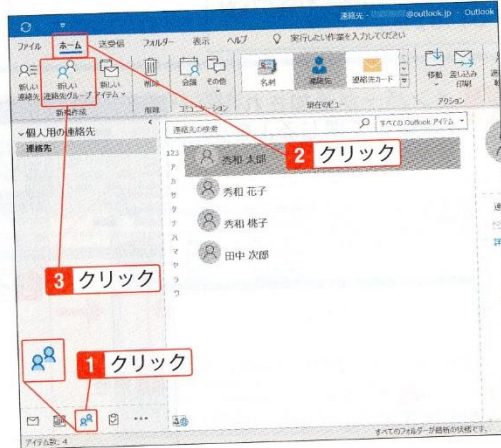 連絡先 - @outlook.jp - Outlook
ファイル ホーム 送受信 フォルダー 表示 ヘルプ 実行したい作業を入力してください
新しい連絡先 新しい連絡先グループ 新しいアイテム 削除 会議 その他 名刺 連絡先 連絡先カード 移動 差し込み印刷
新規作成 削除 コミュニケーション 現在のビュー アクション
個人用の連絡先
連絡先
連絡先の検索 すべての Outlook アイテム
123
ア
カ
サ
タ
ナ
ハ
マ
ヤ
ラ
ワ
秀和 太郎
秀和 花子
秀和 桃子
田中 次郎
2 クリック
3 クリック
1 クリック
アイテム数: 4
すべてのフォルダーが最新の状態です。